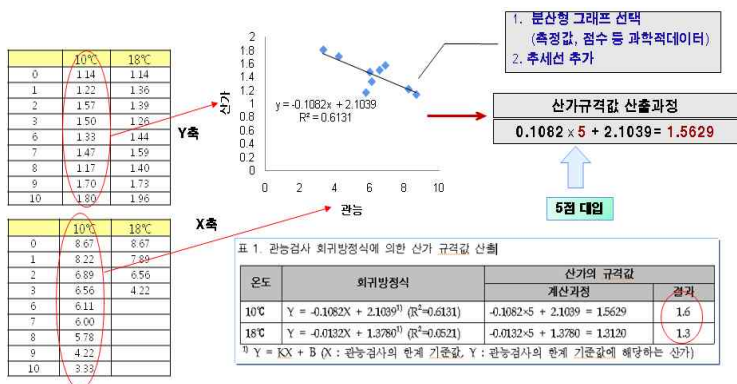 10℃ 18℃
0 1.14 1.14
1 1.22 1.36
2 1.57 1.39
3 1.50 1.26
6 1.33 1.44
7 1.47 1.59
8 1.17 1.40
9 1.70 1.73
10 1.80 1.96
Y축
10℃ 18℃
0 8.67 8.67
1 8.22 7.89
2 6.89 6.56
3 6.56 4.22
6 6.11
7 6.00
8 5.78
9 4.22
10 3.33
X축
산가
2
1.8
1.6
1.4
1.2
1
0.8
0.6
0.4
0.2
0
y = -0.1082x + 2.1039
R² = 0.6131
0 2 4 6 8 10
관능
1. 분산형 그래프 선택
(측정값, 점수 등 과학적데이터)
2. 추세선 추가
산가규격값 산출과정
0.1082 x 5 + 2.1039= 1.5629
5점 대입
표 1. 관능검사 회귀방정식에 의한 산가 규격값 산출
온도 회귀방정식 산가의 규격값
계산과정 결과
10℃ Y = -0.1082X + 2.1039¹⁾ (R²=0.6131) -0.1082×5 + 2.1039 = 1.5629 1.6
18℃ Y = -0.0132X + 1.3780¹⁾ (R²=0.0521) -0.0132×5 + 1.3780 = 1.3120 1.3
¹⁾ Y = KX + B (X : 관능검사의 한계 기준값, Y : 관능검사의 한계 기준값에 해당하는 산가)